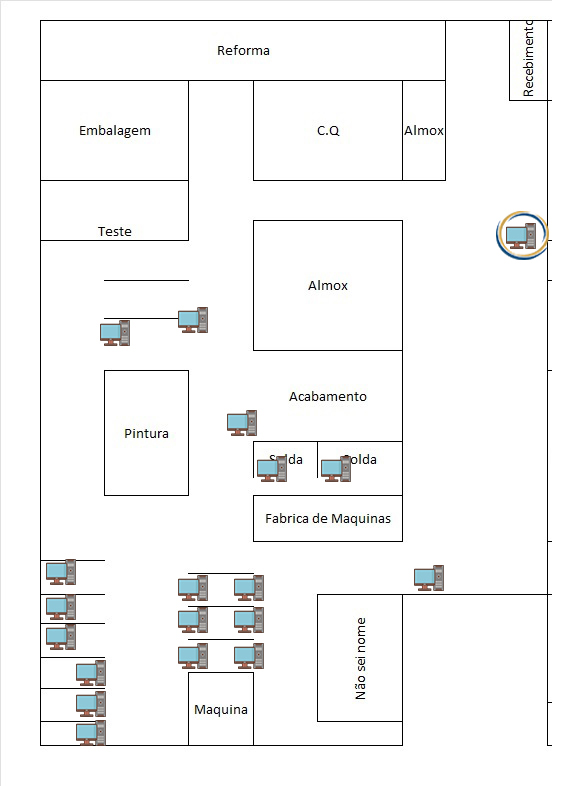 Recebimento
Reforma
Embalagem
C.Q
Almox
Teste
Almox
Acabamento
Pintura
Solda
Solda
Fabrica de Maquinas
Não sei nome
Maquina